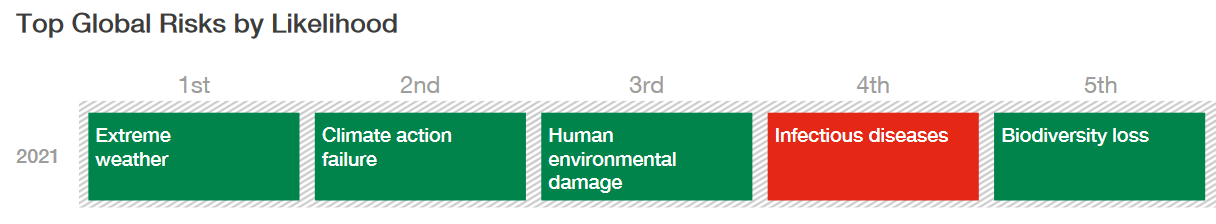 Top Global Risks by Likelihood
1st 2nd 3rd 4th 5th
2021
Extreme
weather
Climate action
failure
Human
environmental
damage
Infectious diseases
Biodiversity loss